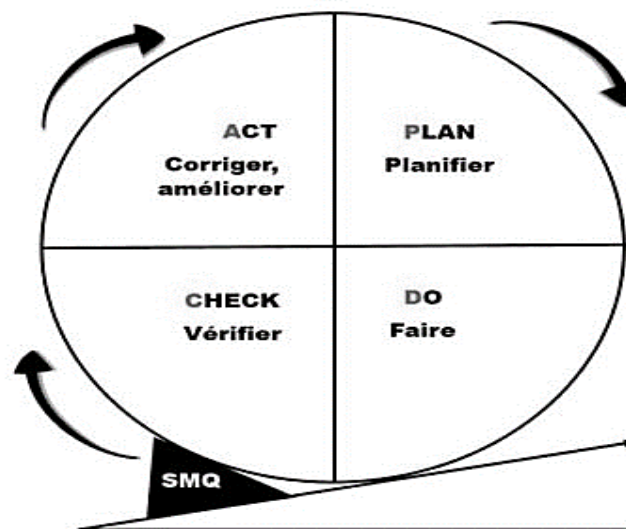 ACT
Corriger,
améliorer
PLAN
Planifier
CHECK
Vérifier
DO
Faire
SMQ